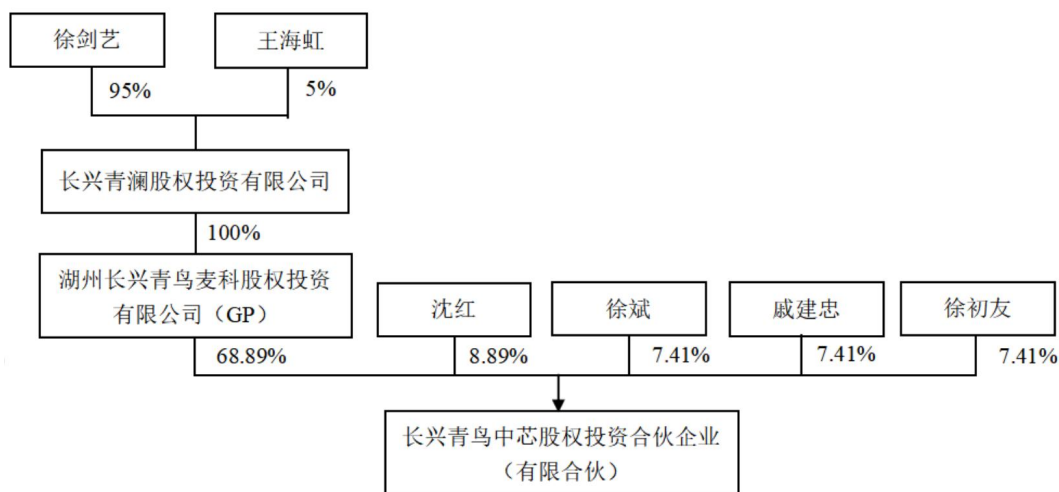 徐剑艺
王海虹
95%
5%
长兴青澜股权投资有限公司
100%
湖州长兴青鸟麦科股权投资
有限公司（GP）
沈红
徐斌
戚建忠
徐初友
68.89%
8.89%
7.41%
7.41%
7.41%
长兴青鸟中芯股权投资合伙企业
（有限合伙）